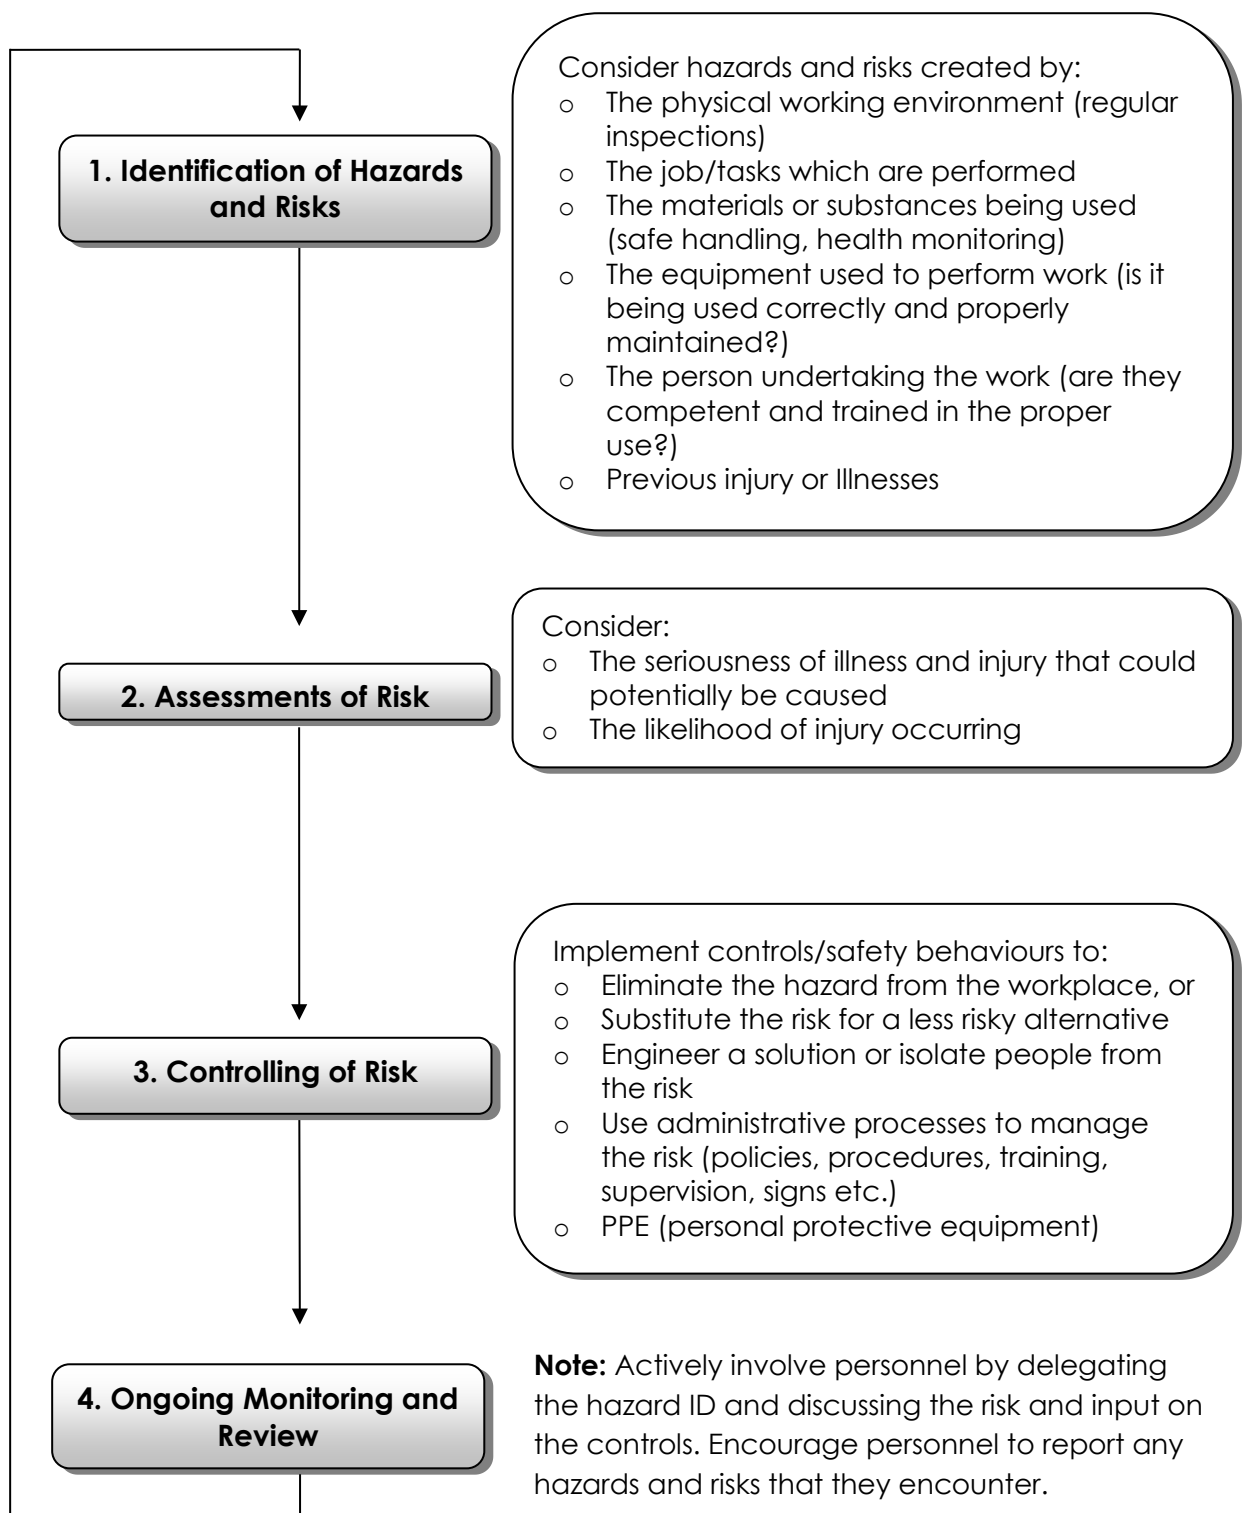 Consider hazards and risks created by:
o The physical working environment (regular
inspections)
o The job/tasks which are performed
o The materials or substances being used
(safe handling, health monitoring)
o The equipment used to perform work (is it
being used correctly and properly
maintained?)
o The person undertaking the work (are they
competent and trained in the proper
use?)
o Previous injury or Illnesses
1. Identification of Hazards
and Risks
Consider:
o The seriousness of illness and injury that could
potentially be caused
o The likelihood of injury occurring
2. Assessments of Risk
Implement controls/safety behaviours to:
o Eliminate the hazard from the workplace, or
o Substitute the risk for a less risky alternative
o Engineer a solution or isolate people from
the risk
o Use administrative processes to manage
the risk (policies, procedures, training,
supervision, signs etc.)
o PPE (personal protective equipment)
3. Controlling of Risk
4. Ongoing Monitoring and
Review
Note: Actively involve personnel by delegating
the hazard ID and discussing the risk and input on
the controls. Encourage personnel to report any
hazards and risks that they encounter.